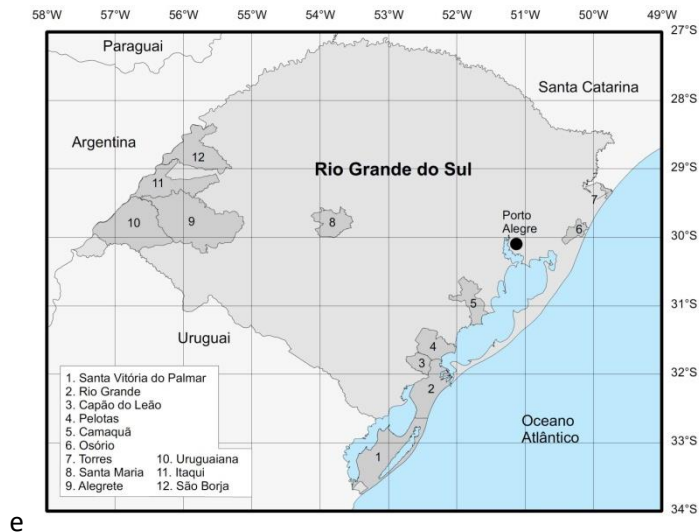 58°W 57°W 56°W 55°W 54°W 53°W 52°W 51°W 50°W 49°W
27°S
Paraguai
Santa Catarina
28°S
Argentina
12
Rio Grande do Sul
29°S
11
7
Porto
Alegre
10
9
8
6
30°S
5
31°S
Uruguai
4
3
32°S
2
1. Santa Vitória do Palmar
2. Rio Grande
3. Capão do Leão
4. Pelotas
5. Camaquã
6. Osório
7. Torres 10. Uruguaiana
8. Santa Maria 11. Itaqui
9. Alegrete 12. São Borja
Oceano
Atlântico
33°S
1
34°S
e